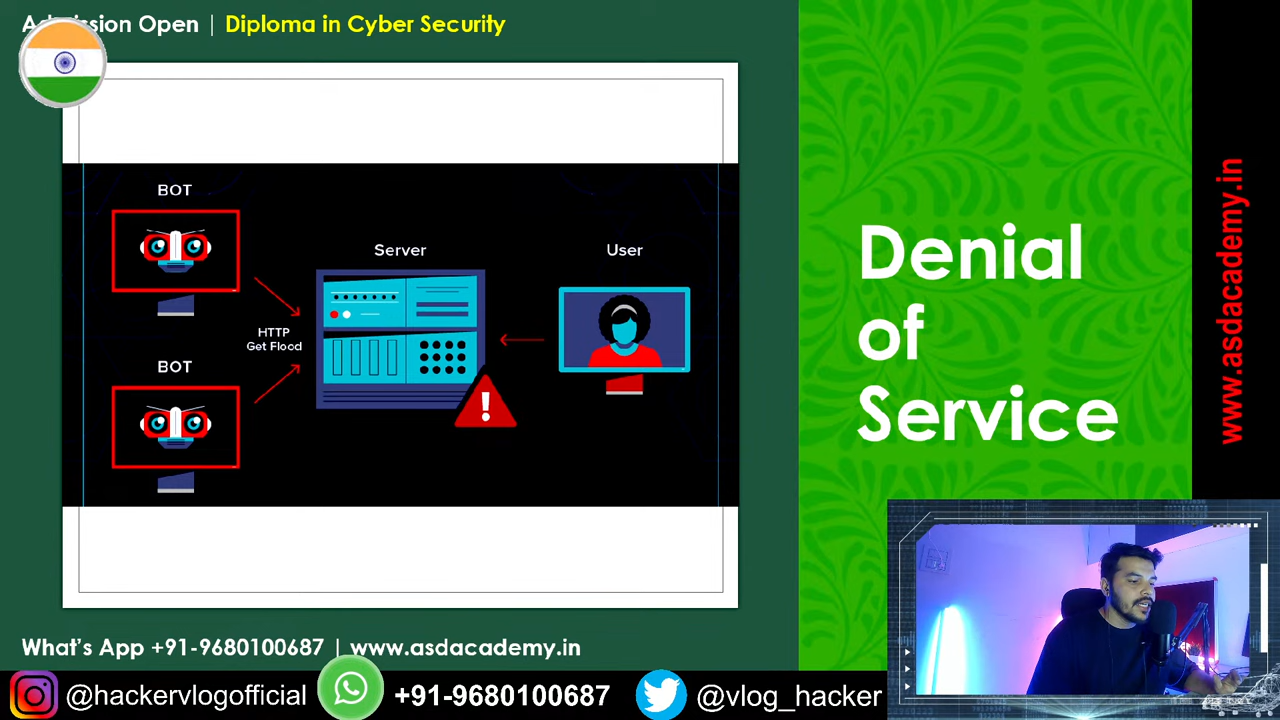 Admission Open | Diploma in Cyber Security
BOT
BOT
HTTP
Get Flood
Server
User
Denial
of
Service
www.asdacademy.in
What's App +91-9680100687 | www.asdacademy.in
@hackervlogofficial
+91-9680100687
@vlog_hacker